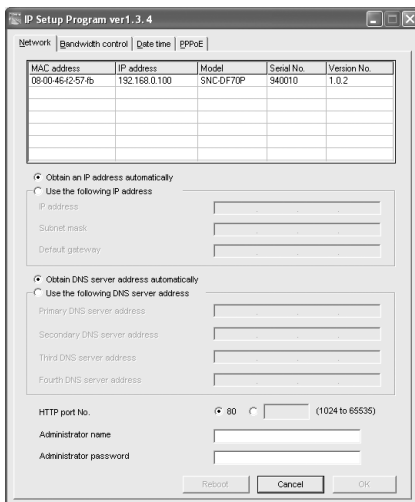 IP Setup Program ver1.3.4
Network Bandwidth control Date time PPPoE
MAC address IP address Model Serial No. Version No.
08-00-46-f2-57-fb 192.168.0.100 SNC-DF70P 940010 1.0.2
Obtain an IP address automatically
Use the following IP address
IP address
Subnet mask
Default gateway
Obtain DNS server address automatically
Use the following DNS server address
Primary DNS server address
Secondary DNS server address
Third DNS server address
Fourth DNS server address
HTTP port No. 80 (1024 to 65535)
Administrator name
Administrator password
Reboot Cancel OK